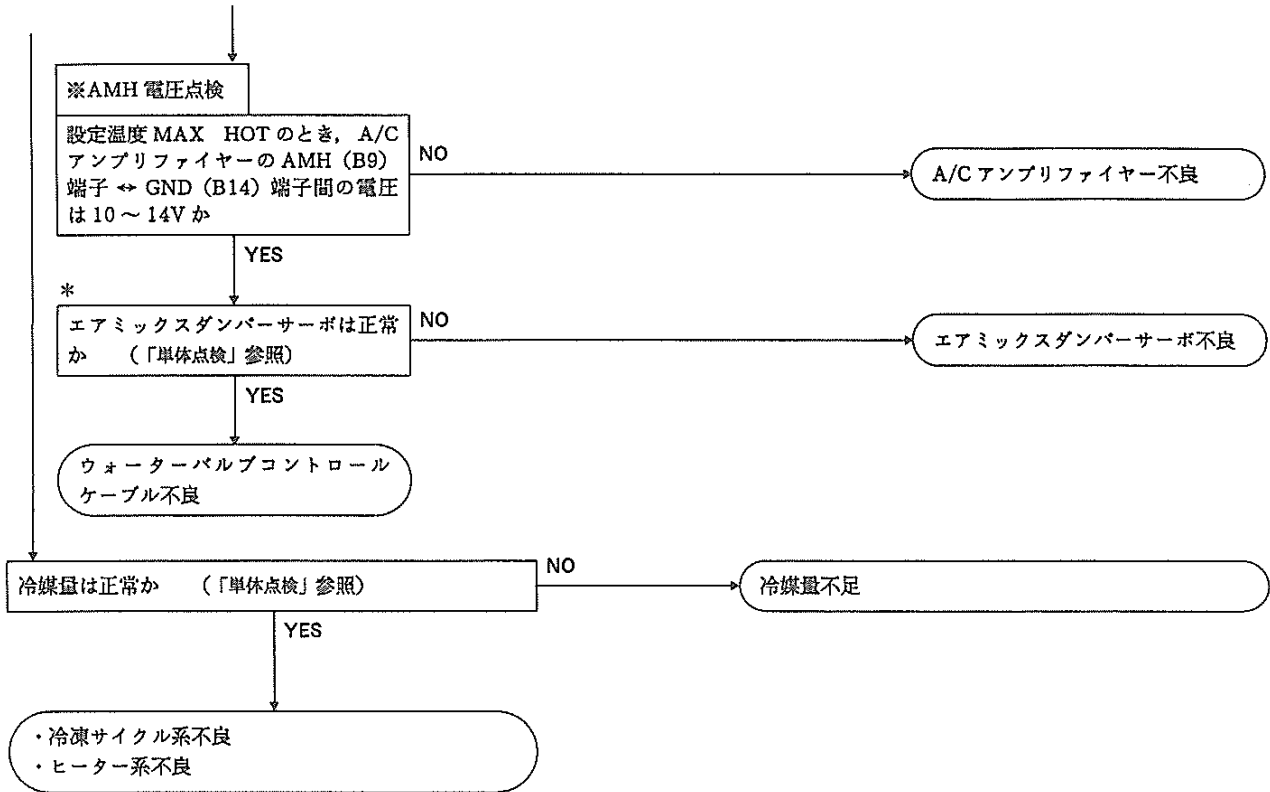 ※AMH 電圧点検
設定温度 MAX HOT のとき, A/C
アンプリファイヤーの AMH (B9)
端子 ↔ GND (B14) 端子間の電圧
は 10 ～ 14V か
NO
A/C アンプリファイヤー不良
YES
*
エアミックスダンパーサーボは正常
か (「単体点検」参照)
NO
エアミックスダンパーサーボ不良
YES
ウォーターバルブコントロール
ケーブル不良
冷媒量は正常か (「単体点検」参照)
NO
冷媒量不足
YES
・冷凍サイクル系不良
・ヒーター系不良